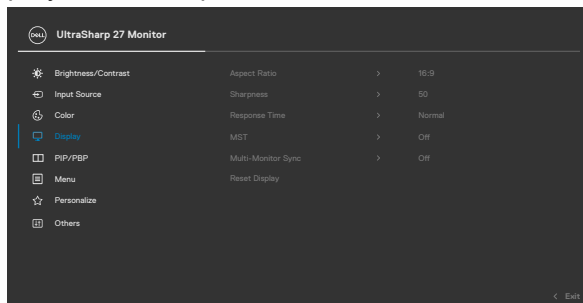 DELL UltraSharp 27 Monitor
Brightness/Contrast Aspect Ratio > 16:9
Input Source Sharpness > 50
Color Response Time > Normal
Display MST > Off
PIP/PBP Multi-Monitor Sync > Off
Menu Reset Display
Personalize
Others
< Exit